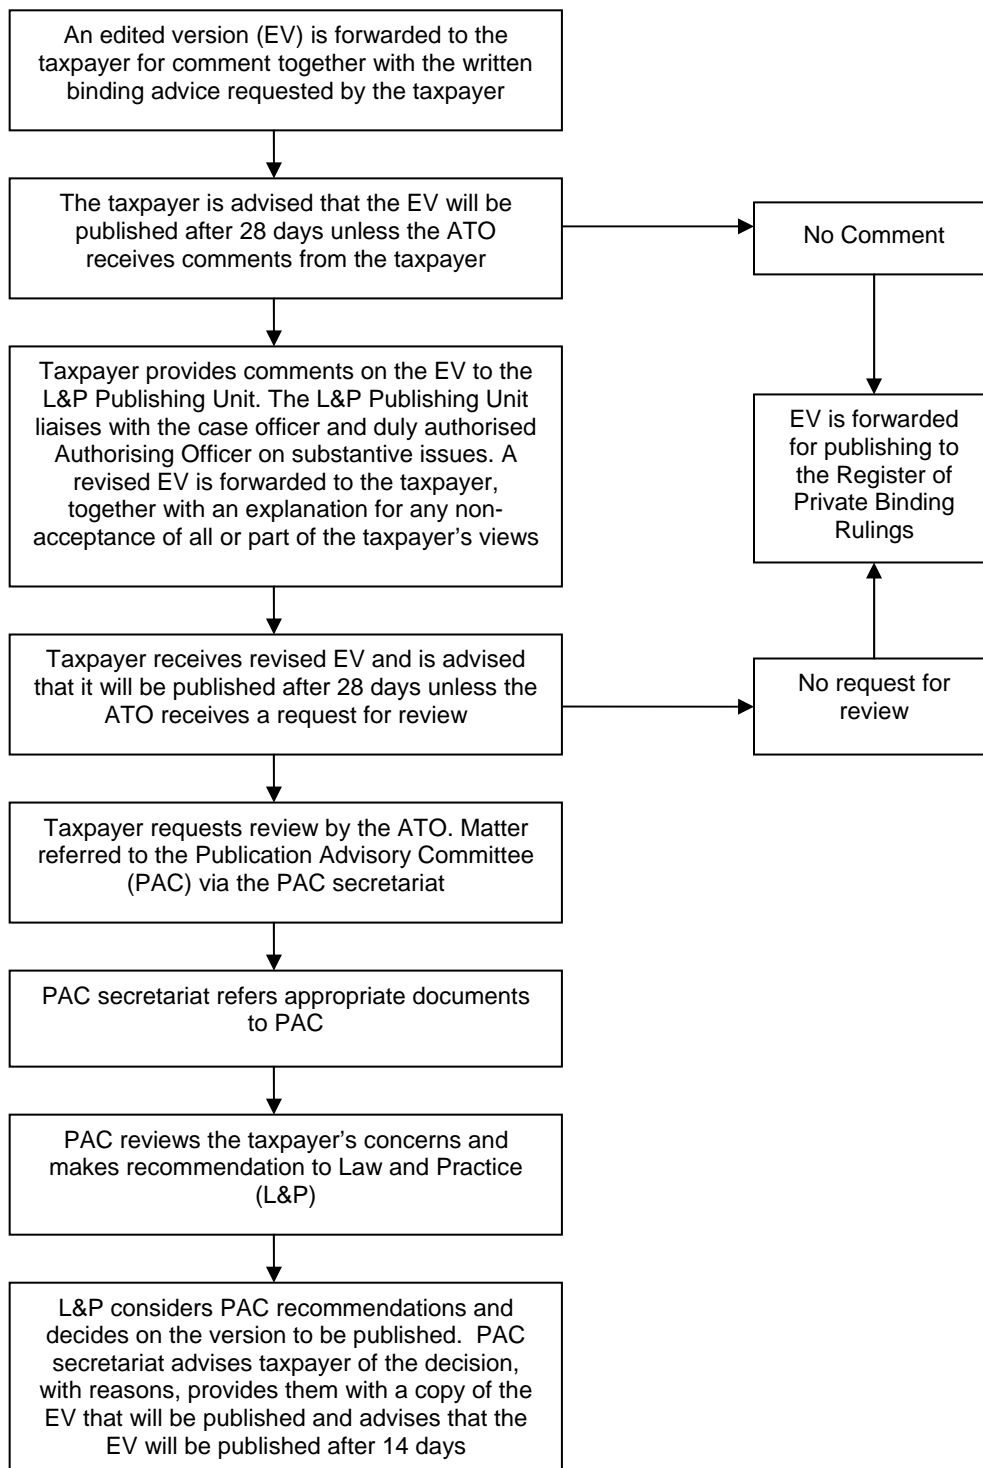 An edited version (EV) is forwarded to the
taxpayer for comment together with the written
binding advice requested by the taxpayer
The taxpayer is advised that the EV will be
published after 28 days unless the ATO
receives comments from the taxpayer
No Comment
Taxpayer provides comments on the EV to the
L&P Publishing Unit. The L&P Publishing Unit
liaises with the case officer and duly authorised
Authorising Officer on substantive issues. A
revised EV is forwarded to the taxpayer,
together with an explanation for any non-
acceptance of all or part of the taxpayer's views
EV is forwarded
for publishing to
the Register of
Private Binding
Rulings
Taxpayer receives revised EV and is advised
that it will be published after 28 days unless the
ATO receives a request for review
No request for
review
Taxpayer requests review by the ATO. Matter
referred to the Publication Advisory Committee
(PAC) via the PAC secretariat
PAC secretariat refers appropriate documents
to PAC
PAC reviews the taxpayer's concerns and
makes recommendation to Law and Practice
(L&P)
L&P considers PAC recommendations and
decides on the version to be published.  PAC
secretariat advises taxpayer of the decision,
with reasons, provides them with a copy of the
EV that will be published and advises that the
EV will be published after 14 days